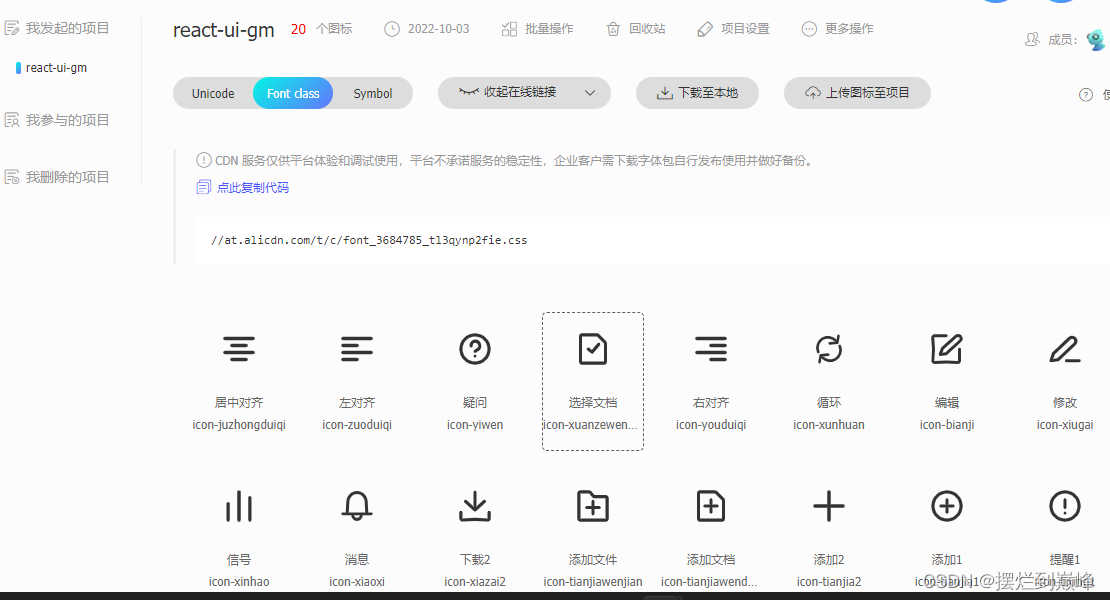 我发起的项目
react-ui-gm
我参与的项目
我删除的项目
react-ui-gm 20 个图标 2022-10-03 批量操作 回收站 项目设置 更多操作
成员：
Unicode Font class Symbol 收起在线链接 下载至本地 上传图标至项目
CDN 服务仅供平台体验和调试使用，平台不承诺服务的稳定性，企业客户需下载字体包自行发布使用并做好备份。
点此复制代码
//at.alicdn.com/t/c/font_3684785_tl3qynp2fie.css
居中对齐 左对齐 疑问 选择文档 右对齐 循环 编辑 修改
icon-juzhongduiqi icon-zuoduiqi icon-yiwen icon-xuanzewen... icon-youduiqi icon-xunhuan icon-bianji icon-xiugai
信号 消息 下载2 添加文件 添加文档 添加2 添加1 提醒1
icon-xinhao icon-xiaoxi icon-xiazai2 icon-tianjiawenjian icon-tianjiawend... icon-tianjia2 icon-tianjia1
CSDN @摆烂到巅峰